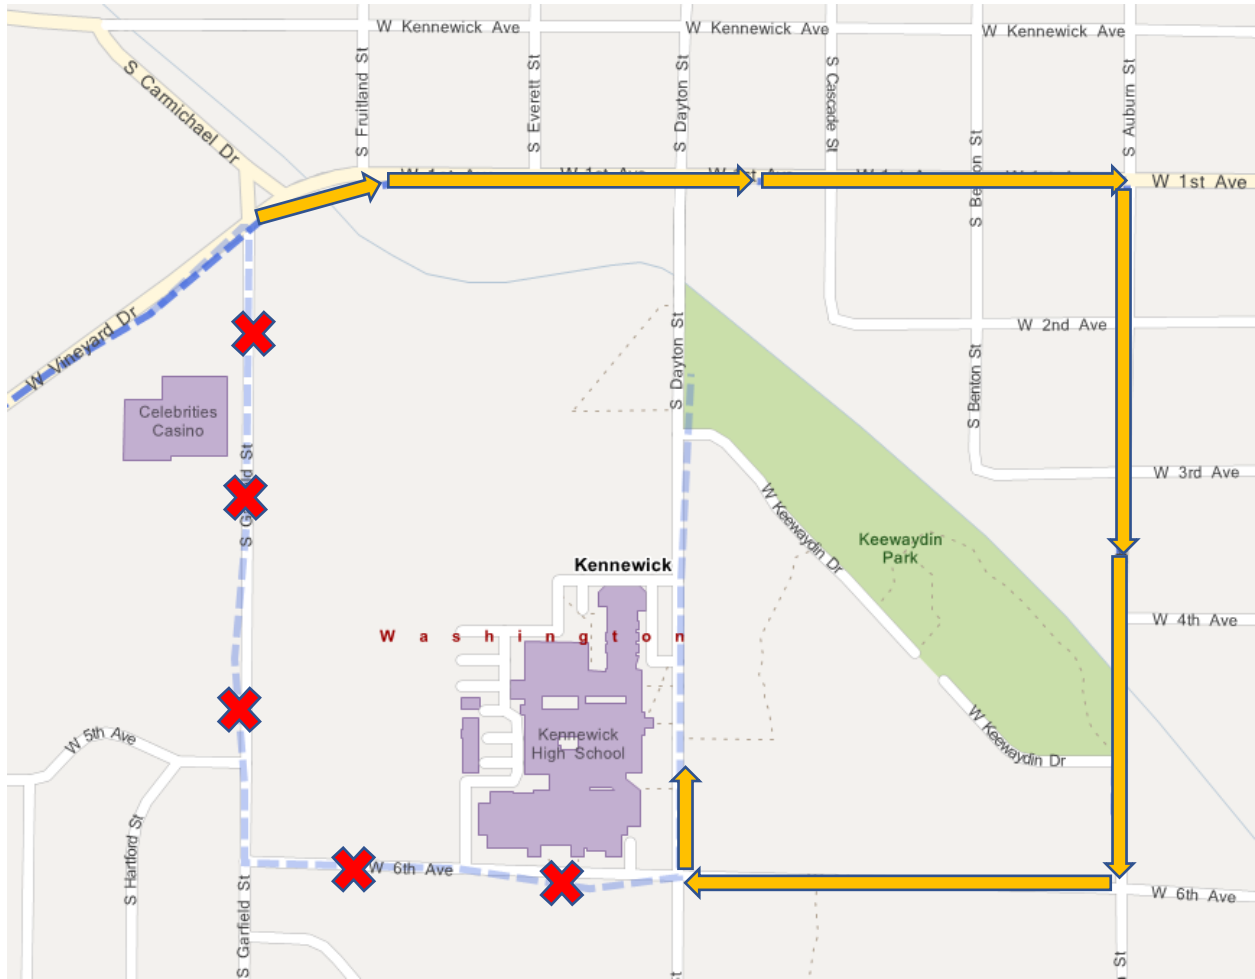 W Kennewick Ave
W Kennewick Ave
W Kennewick Ave
S Carmichael Dr
S Fruitland St
S Everett St
S Dayton St
S Cascade St
S Auburn St
S Benton St
W 1st Ave
W Vineyard Dr
W 2nd Ave
S Dayton St
S Benton St
Celebrities
Casino
W 3rd Ave
W Keewaydin Dr
Keewaydin
Park
Kennewick
W 4th Ave
Washington
W 5th Ave
Kennewick
High School
W Keewaydin Dr
S Hartford St
W 6th Ave
W 6th Ave
S Garfield St